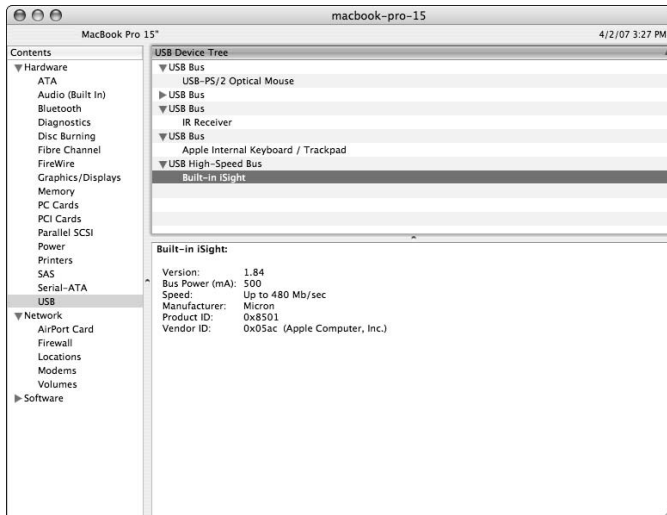 macbook-pro-15
MacBook Pro 15"
4/2/07 3:27 PM
Contents
Hardware
ATA
Audio (Built In)
Bluetooth
Diagnostics
Disc Burning
Fibre Channel
FireWire
Graphics/Displays
Memory
PC Cards
PCI Cards
Parallel SCSI
Power
Printers
SAS
Serial-ATA
USB
Network
AirPort Card
Firewall
Locations
Modems
Volumes
Software
USB Device Tree
USB Bus
USB-PS/2 Optical Mouse
USB Bus
USB Bus
IR Receiver
USB Bus
Apple Internal Keyboard / Trackpad
USB High-Speed Bus
Built-in iSight
Built-in iSight:
Version: 1.84
Bus Power (mA): 500
Speed: Up to 480 Mb/sec
Manufacturer: Micron
Product ID: 0x8501
Vendor ID: 0x05ac (Apple Computer, Inc.)